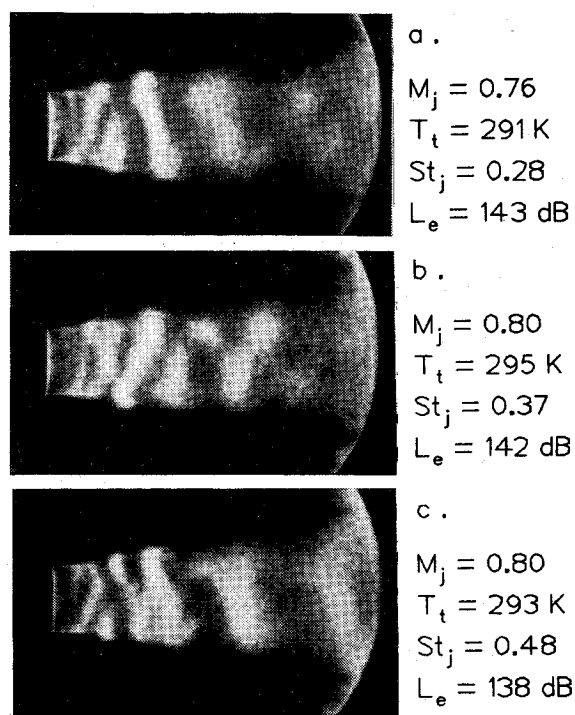 a .
M_j = 0.76
T_t = 291 K
St_j = 0.28
L_e = 143 dB
b .
M_j = 0.80
T_t = 295 K
St_j = 0.37
L_e = 142 dB
c .
M_j = 0.80
T_t = 293 K
St_j = 0.48
L_e = 138 dB